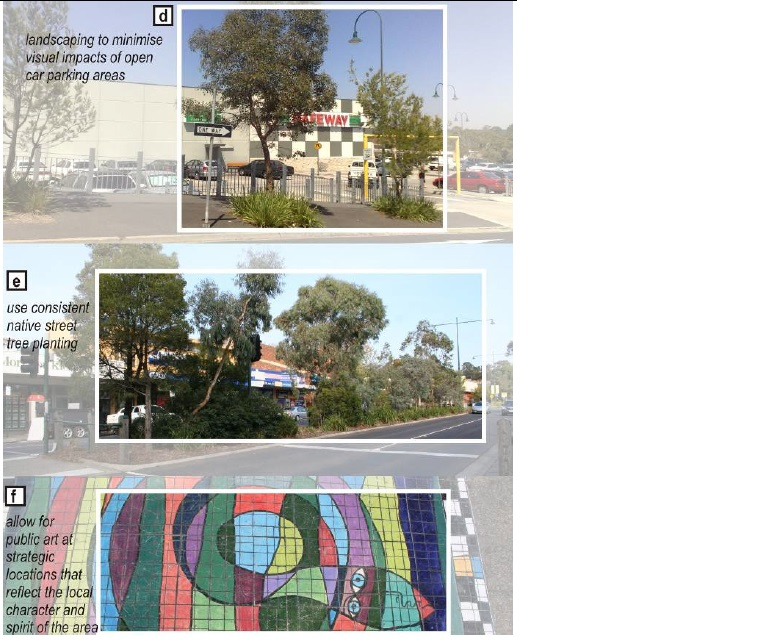 d
landscaping to minimise
visual impacts of open
car parking areas
SAFEWAY
ONE WAY
e
use consistent
native street
tree planting
f
allow for
public art at
strategic
locations that
reflect the local
character and
spirit of the area